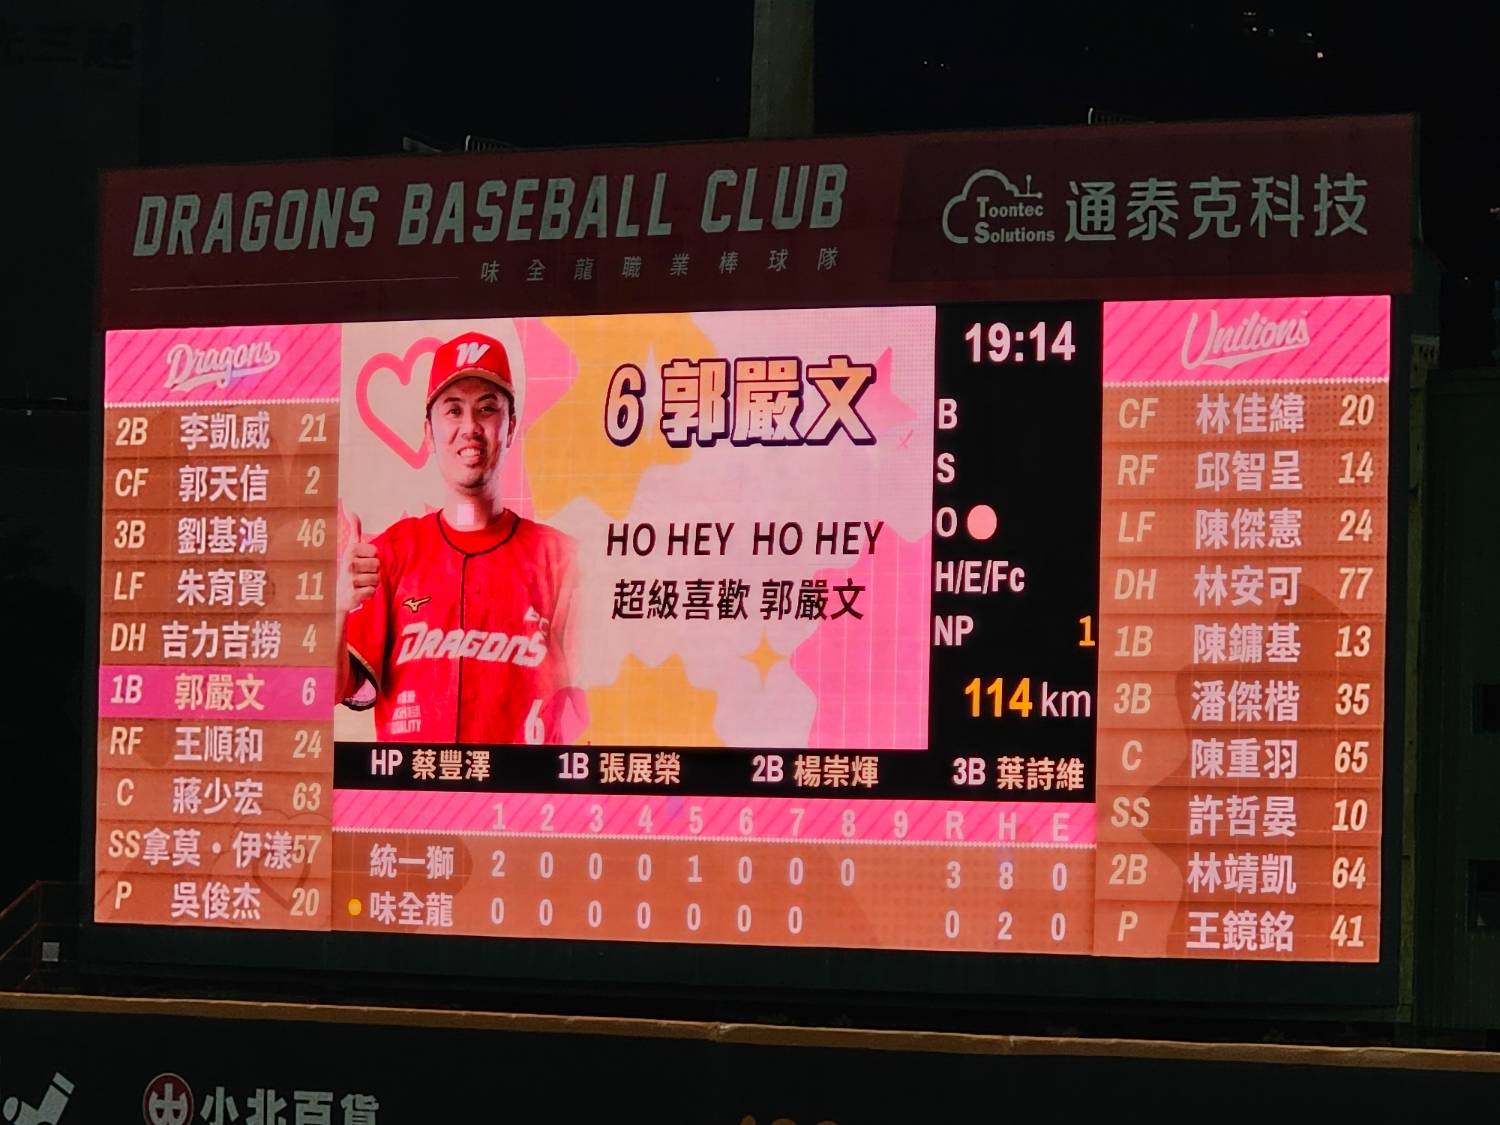 DRAGONS BASEBALL CLUB
味全龍職業棒球隊
Toontec Solutions 通泰克科技
Dragons
2B 李凱威 21
CF 郭天信 2
3B 劉基鴻 46
LF 朱育賢 11
DH 吉力吉撈 4
1B 郭嚴文 6
RF 王順和 24
C 蔣少宏 63
SS 拿莫・伊漾 57
P 吳俊杰 20
W
DRAGONS
6
6 郭嚴文
HO HEY HO HEY
超級喜歡 郭嚴文
19:14
B
S
O
H/E/Fc
NP 1
114 km
HP 蔡豐澤 1B 張展榮 2B 楊崇煇 3B 葉詩維
1 2 3 4 5 6 7 8 9 R H E
統一獅 2 0 0 0 1 0 0 0 3 8 0
味全龍 0 0 0 0 0 0 0 0 2 0
Unilions
CF 林佳緯 20
RF 邱智呈 14
LF 陳傑憲 24
DH 林安可 77
1B 陳鏞基 13
3B 潘傑楷 35
C 陳重羽 65
SS 許哲晏 10
2B 林靖凱 64
P 王鏡銘 41
小北百貨